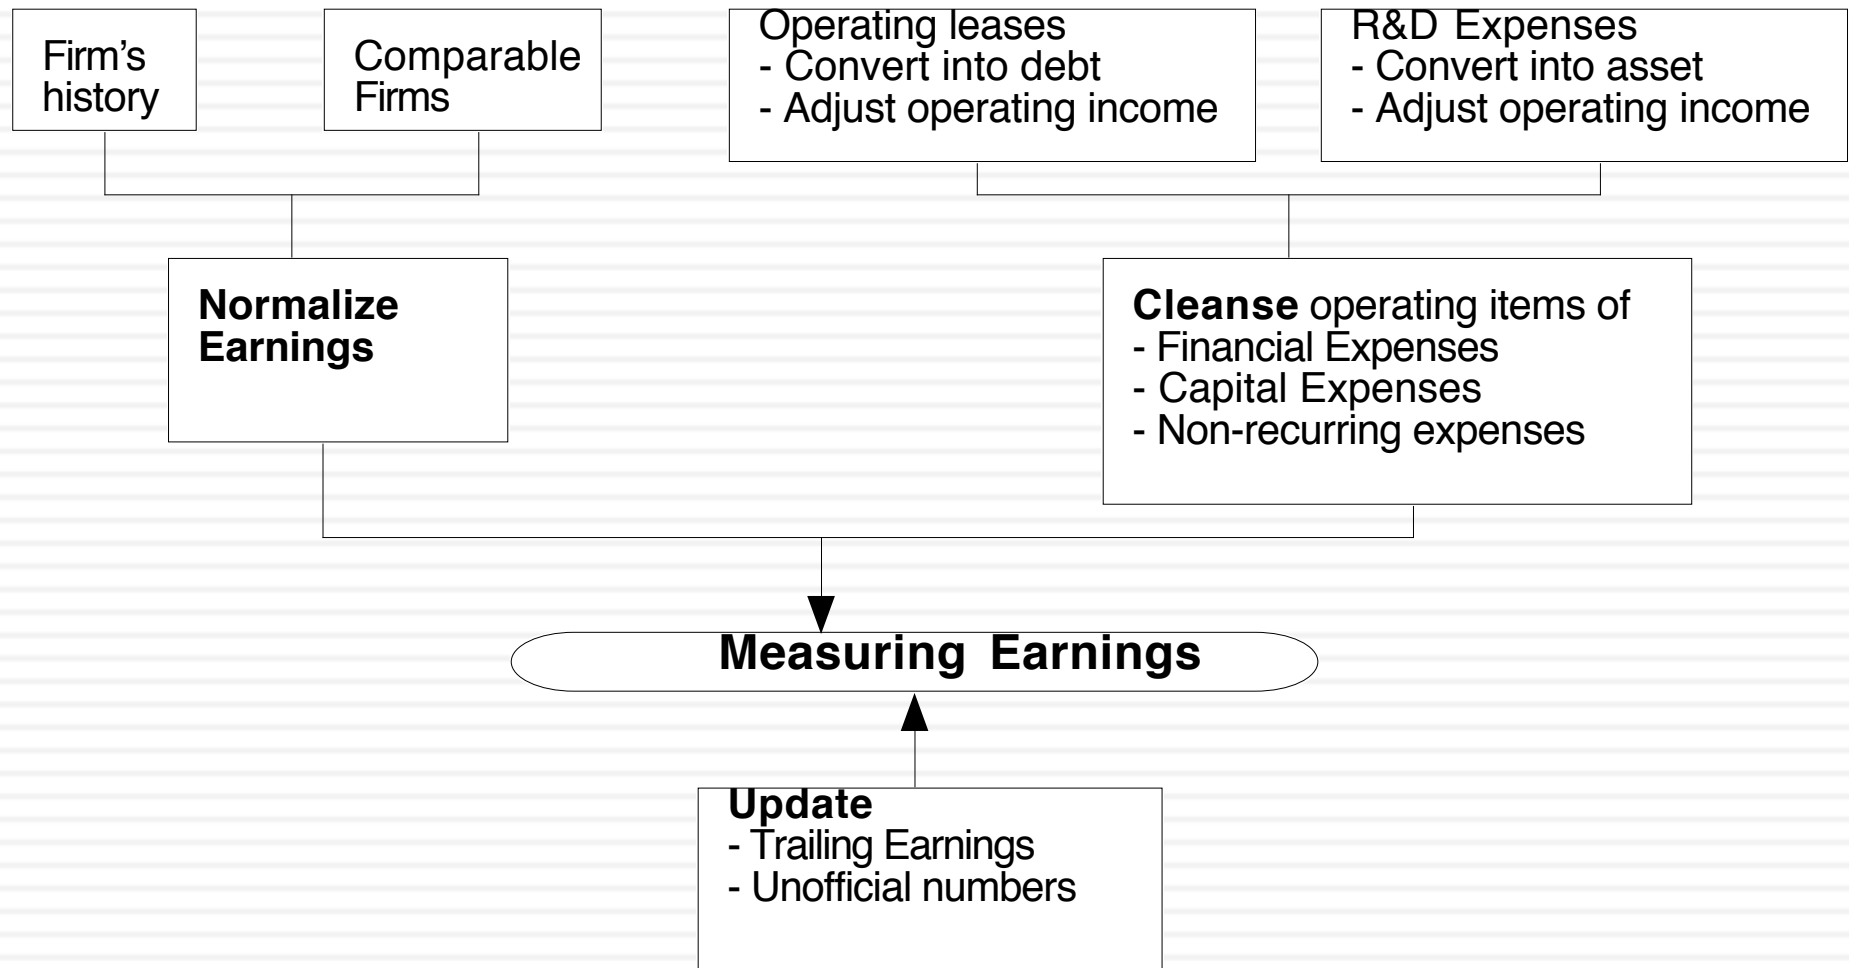 Firm’s
history
Comparable
Firms
Operating leases
- Convert into debt
- Adjust operating income
R&D Expenses
- Convert into asset
- Adjust operating income
Normalize
Earnings
Cleanse operating items of
- Financial Expenses
- Capital Expenses
- Non-recurring expenses
Measuring Earnings
Update
- Trailing Earnings
- Unofficial numbers